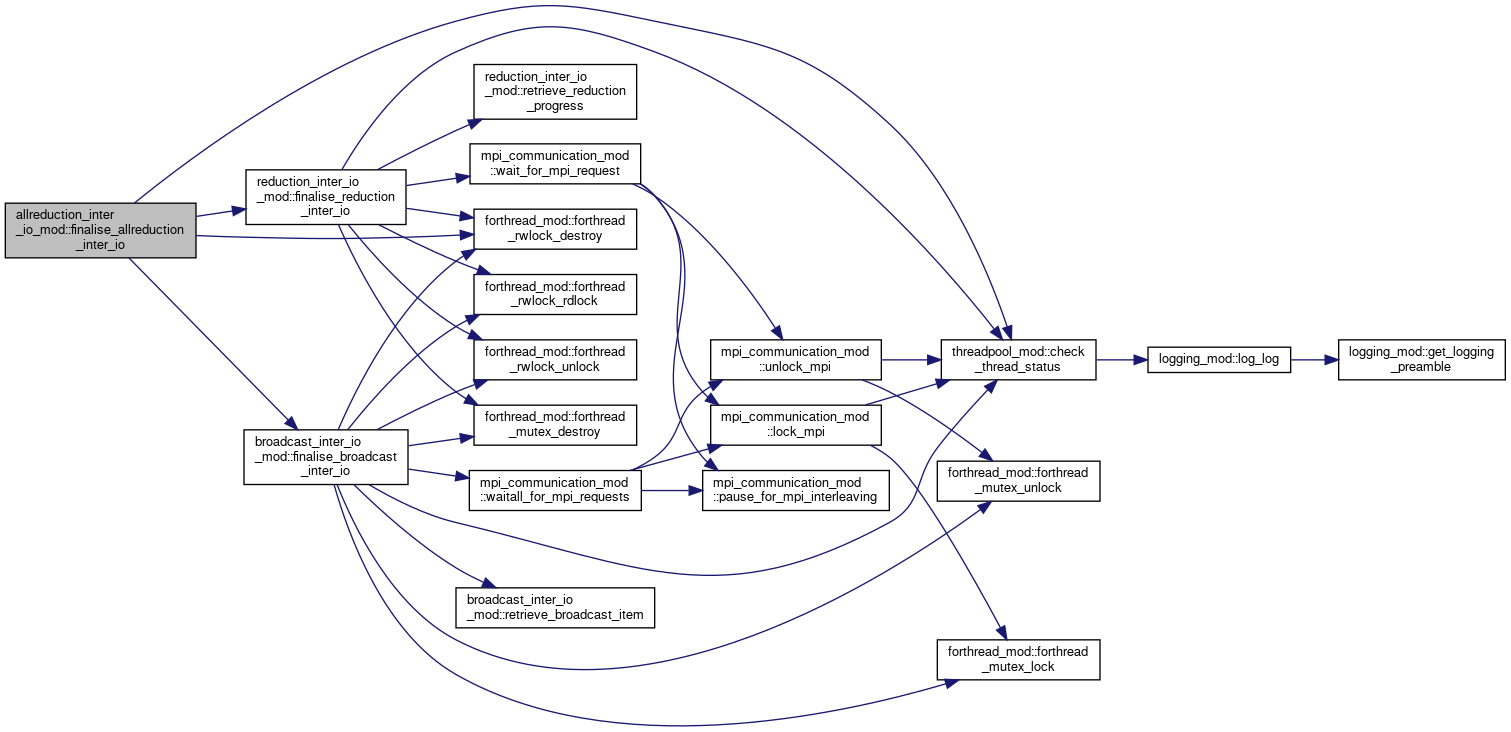 allreduction_inter
_io_mod::finalise_allreduction
_inter_io
reduction_inter_io
_mod::finalise_reduction
_inter_io
broadcast_inter_io
_mod::finalise_broadcast
_inter_io
reduction_inter_io
_mod::retrieve_reduction
_progress
mpi_communication_mod
::wait_for_mpi_request
forthread_mod::forthread
_rwlock_destroy
forthread_mod::forthread
_rwlock_rdlock
forthread_mod::forthread
_rwlock_unlock
forthread_mod::forthread
_mutex_destroy
mpi_communication_mod
::waitall_for_mpi_requests
broadcast_inter_io
_mod::retrieve_broadcast_item
mpi_communication_mod
::unlock_mpi
mpi_communication_mod
::lock_mpi
mpi_communication_mod
::pause_for_mpi_interleaving
threadpool_mod::check
_thread_status
forthread_mod::forthread
_mutex_unlock
forthread_mod::forthread
_mutex_lock
logging_mod::log_log
logging_mod::get_logging
_preamble